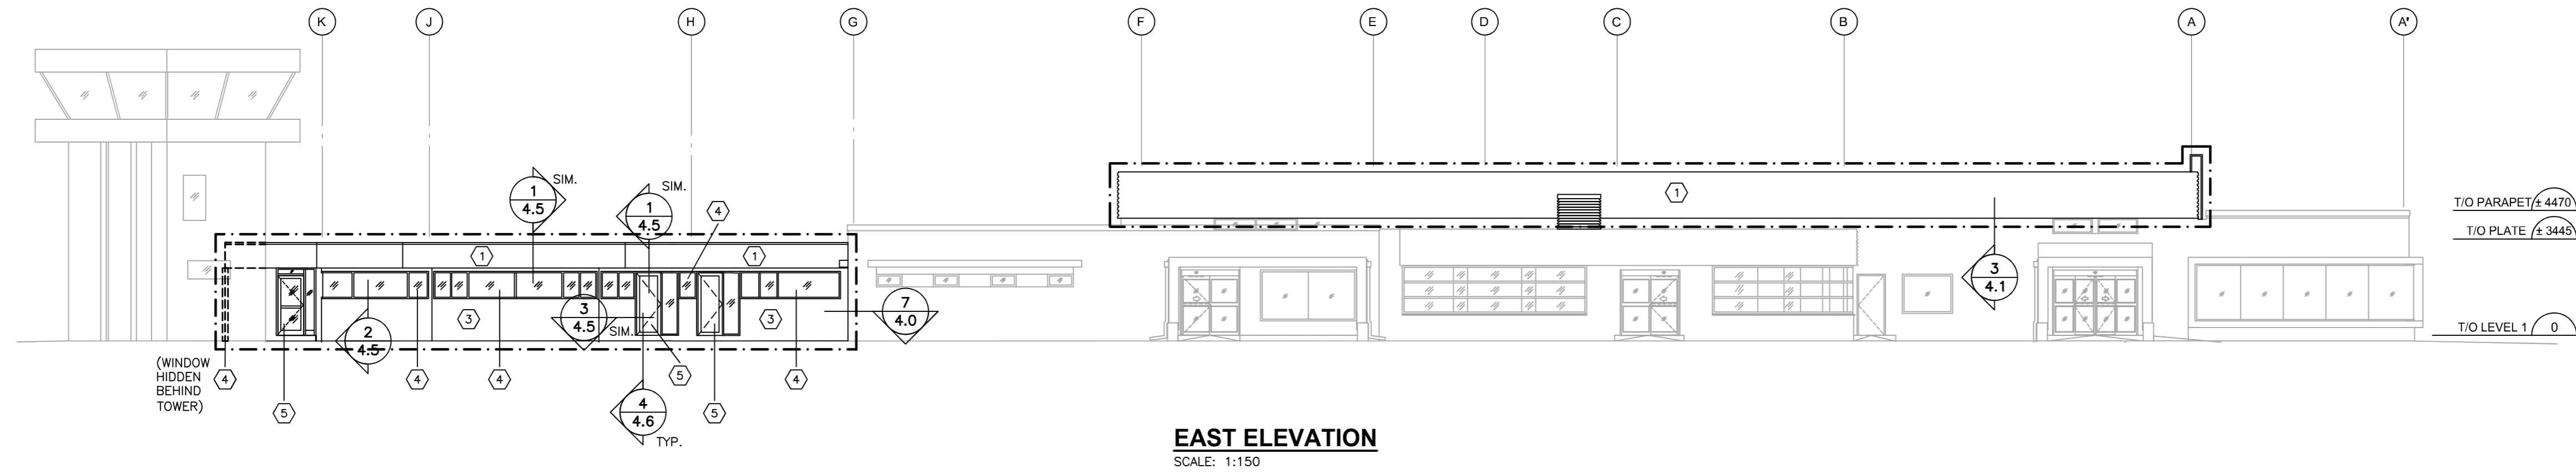 K J H G F E D C B A A'
1
4.5
SIM.
1
4.5
SIM.
4
1
1
1
T/O PARAPET ± 4470
T/O PLATE ± 3445
3
4.1
3
3
4.5
SIM.
3
7
4.0
2
4.5
T/O LEVEL 1 0
(WINDOW
HIDDEN
BEHIND
TOWER)
4
4
4
5
4
5
4
4.6
TYP.
5
EAST ELEVATION
SCALE: 1:150